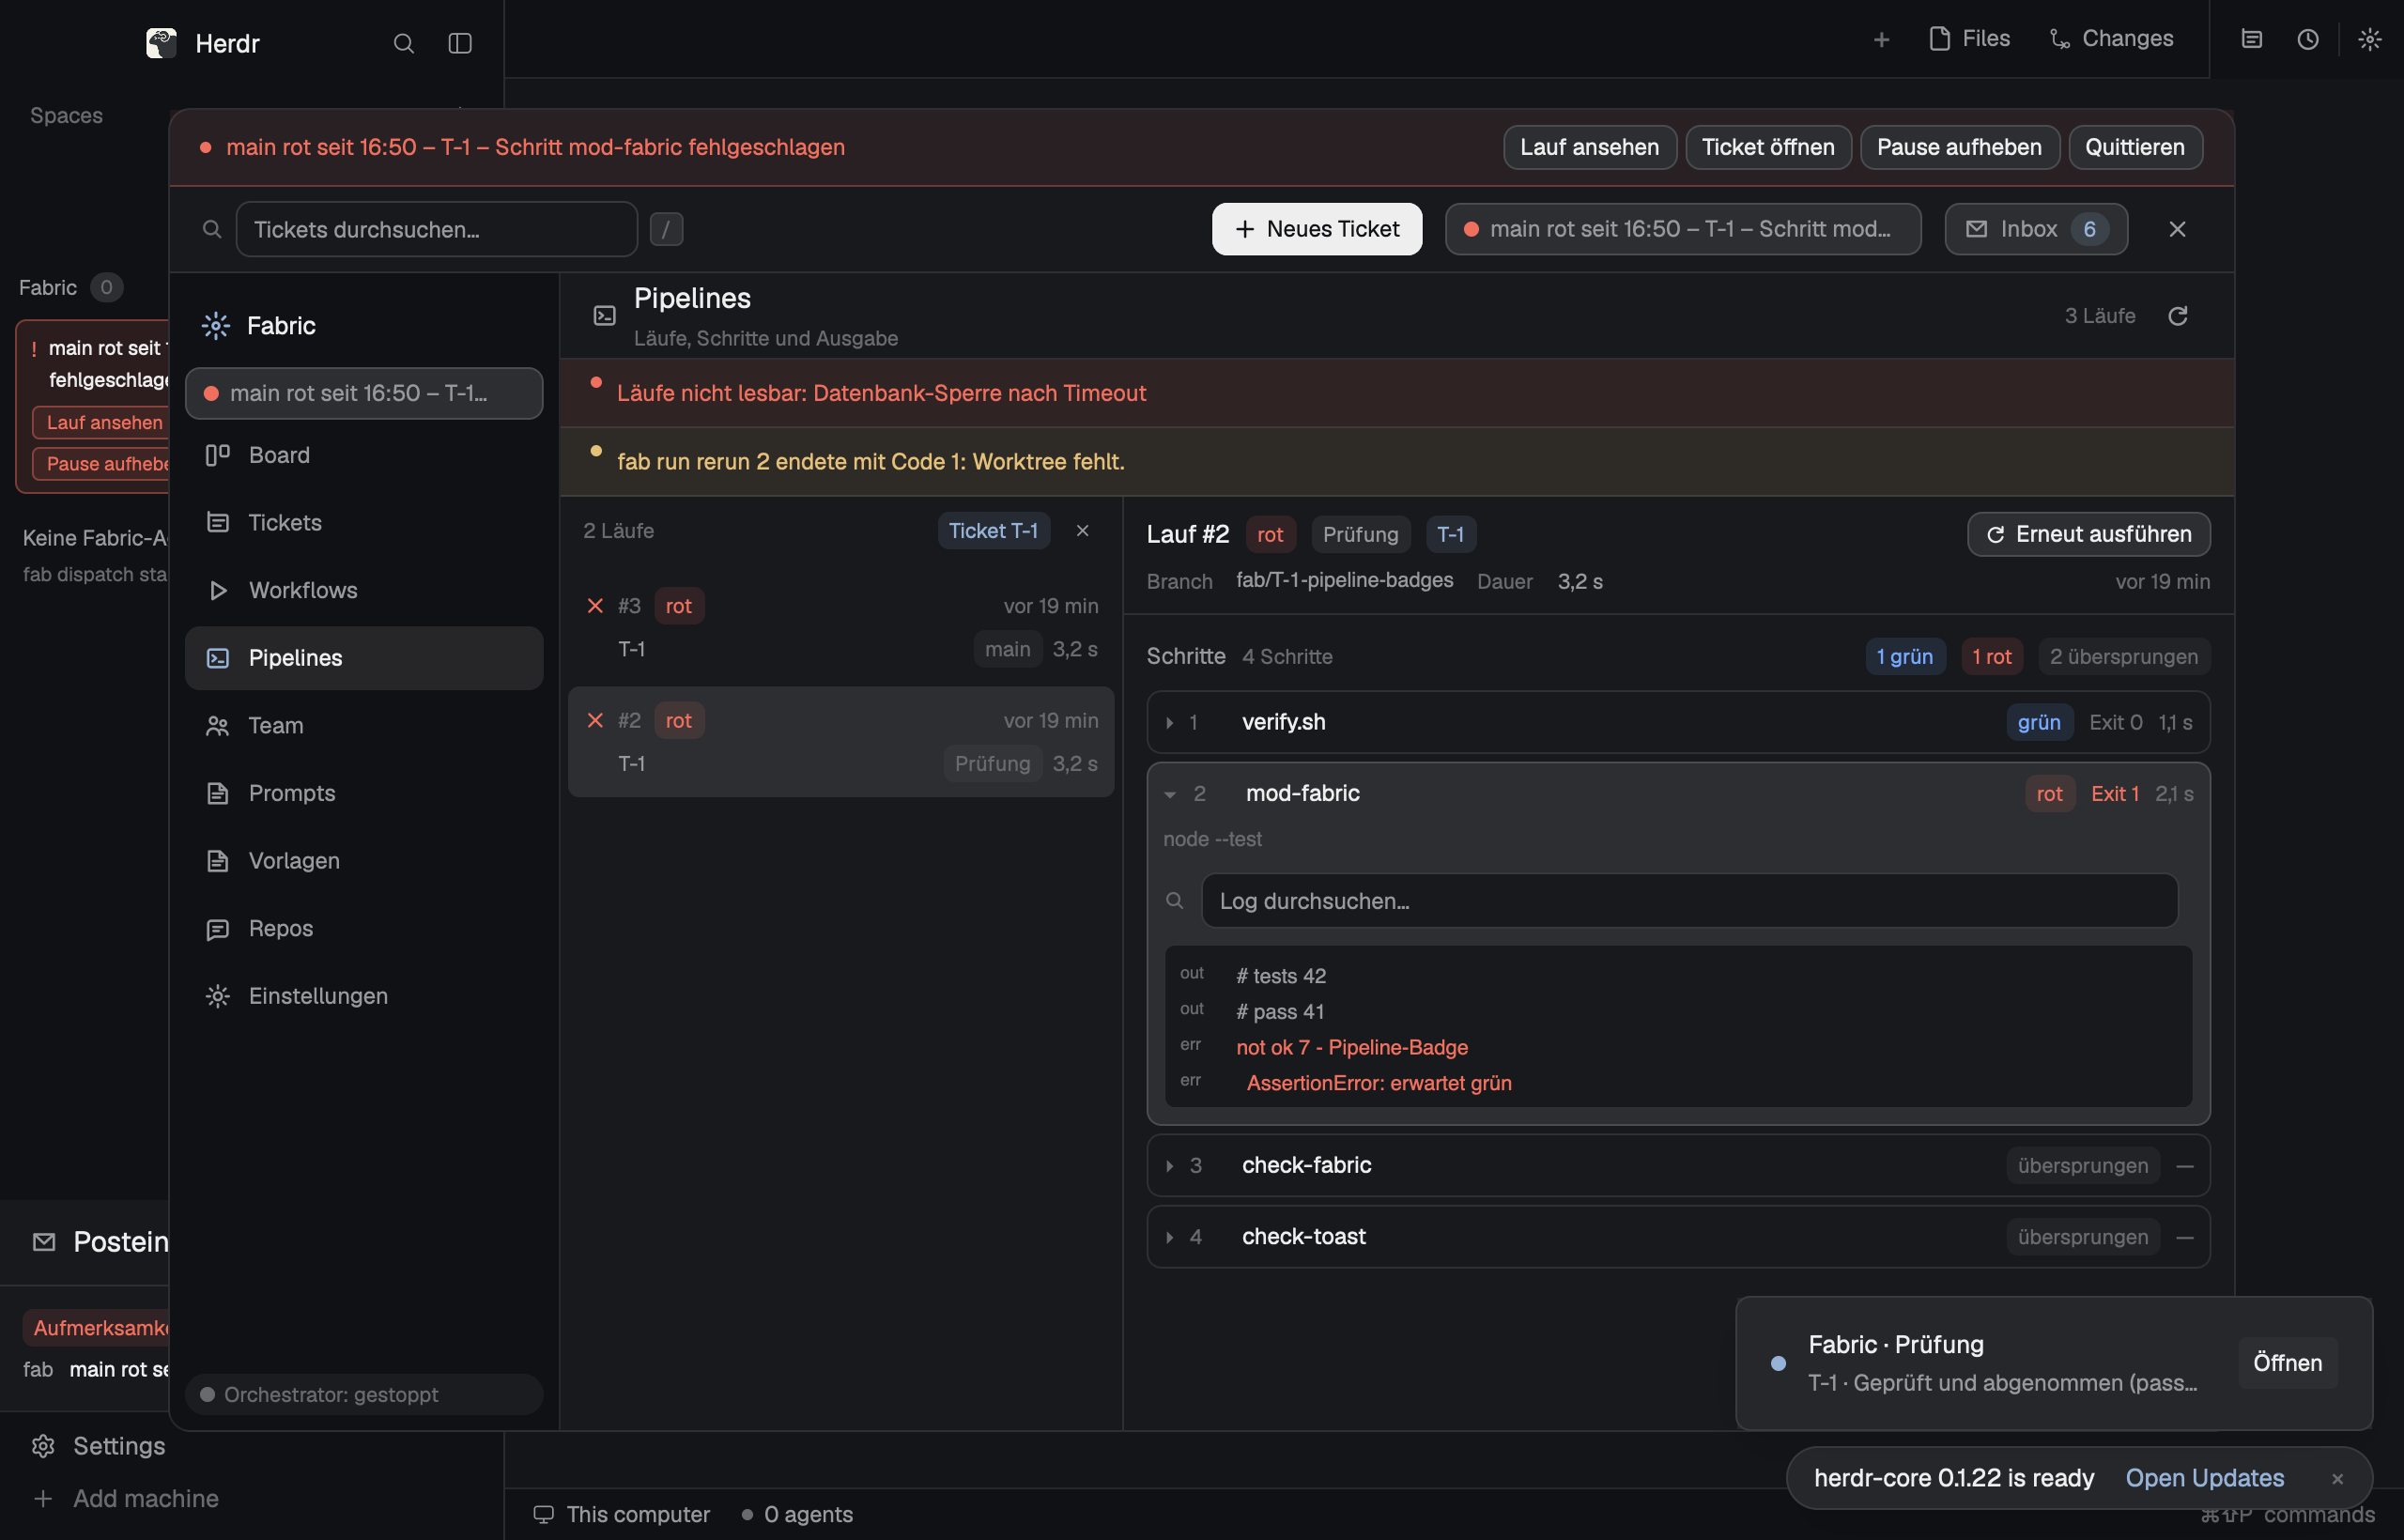 Herdr
Files
Changes
Spaces
main rot seit 16:50 – T-1 – Schritt mod-fabric fehlgeschlagen
Lauf ansehen
Ticket öffnen
Pause aufheben
Quittieren
Tickets durchsuchen...
/
+ Neues Ticket
main rot seit 16:50 – T-1 – Schritt mod...
Inbox 6
Fabric 0
! main rot seit
fehlgeschlage
Lauf ansehen
Pause aufhebe
Keine Fabric-A
fab dispatch sta
Fabric
main rot seit 16:50 – T-1...
Board
Tickets
Workflows
Pipelines
Team
Prompts
Vorlagen
Repos
Einstellungen
Orchestrator: gestoppt
Pipelines
Läufe, Schritte und Ausgabe
3 Läufe
Läufe nicht lesbar: Datenbank-Sperre nach Timeout
fab run rerun 2 endete mit Code 1: Worktree fehlt.
2 Läufe
Ticket T-1
#3 rot vor 19 min
T-1 main 3,2 s
#2 rot vor 19 min
T-1 Prüfung 3,2 s
Lauf #2 rot Prüfung T-1
Erneut ausführen
Branch fab/T-1-pipeline-badges Dauer 3,2 s
vor 19 min
Schritte 4 Schritte
1 grün 1 rot 2 übersprungen
1 verify.sh grün Exit 0 1,1 s
2 mod-fabric rot Exit 1 2,1 s
node --test
Log durchsuchen...
out # tests 42
out # pass 41
err not ok 7 - Pipeline-Badge
err AssertionError: erwartet grün
3 check-fabric übersprungen —
4 check-toast übersprungen —
Postein
Aufmerksamke
fab main rot se
Settings
+ Add machine
Fabric · Prüfung
T-1 · Geprüft und abgenommen (pass...
Öffnen
herdr-core 0.1.22 is ready Open Updates
This computer
0 agents
⌘⇧P commands